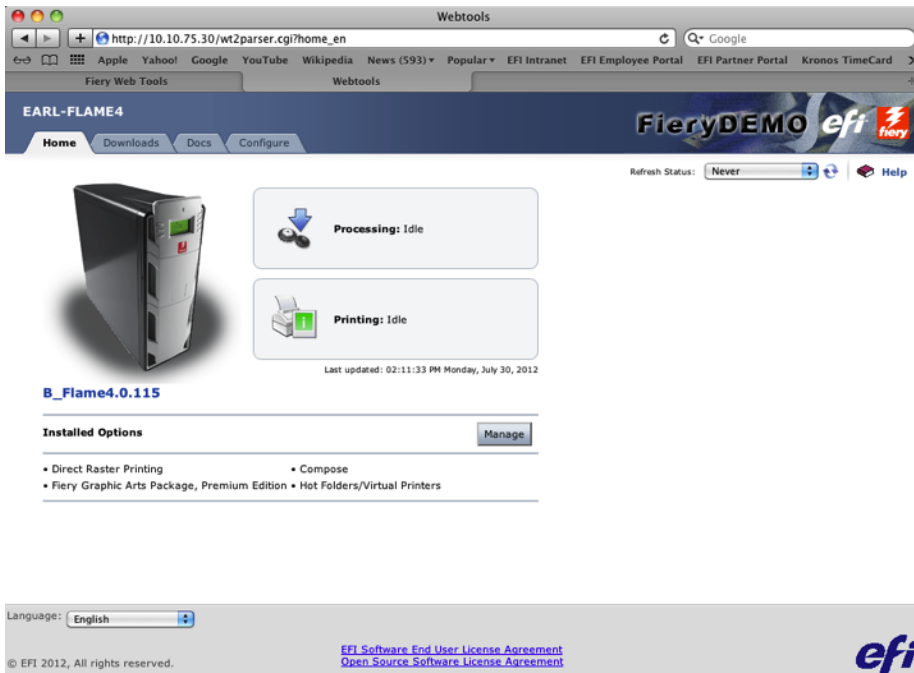 Webtools
http://10.10.75.30/wt2parser.cgi?home_en
Google
Apple Yahoo! Google YouTube Wikipedia News (593) Popular EFI Intranet EFI Employee Portal EFI Partner Portal Kronos TimeCard
Fiery Web Tools Webtools
EARL-FLAME4
FieryDEMO efi fiery
Home Downloads Docs Configure
Refresh Status: Never Help
Processing: Idle
Printing: Idle
Last updated: 02:11:33 PM Monday, July 30, 2012
B_Flame4.0.115
Installed Options Manage
• Direct Raster Printing • Compose
• Fiery Graphic Arts Package, Premium Edition • Hot Folders/Virtual Printers
Language: English
EFI Software End User License Agreement
© EFI 2012, All rights reserved. Open Source Software License Agreement
efi